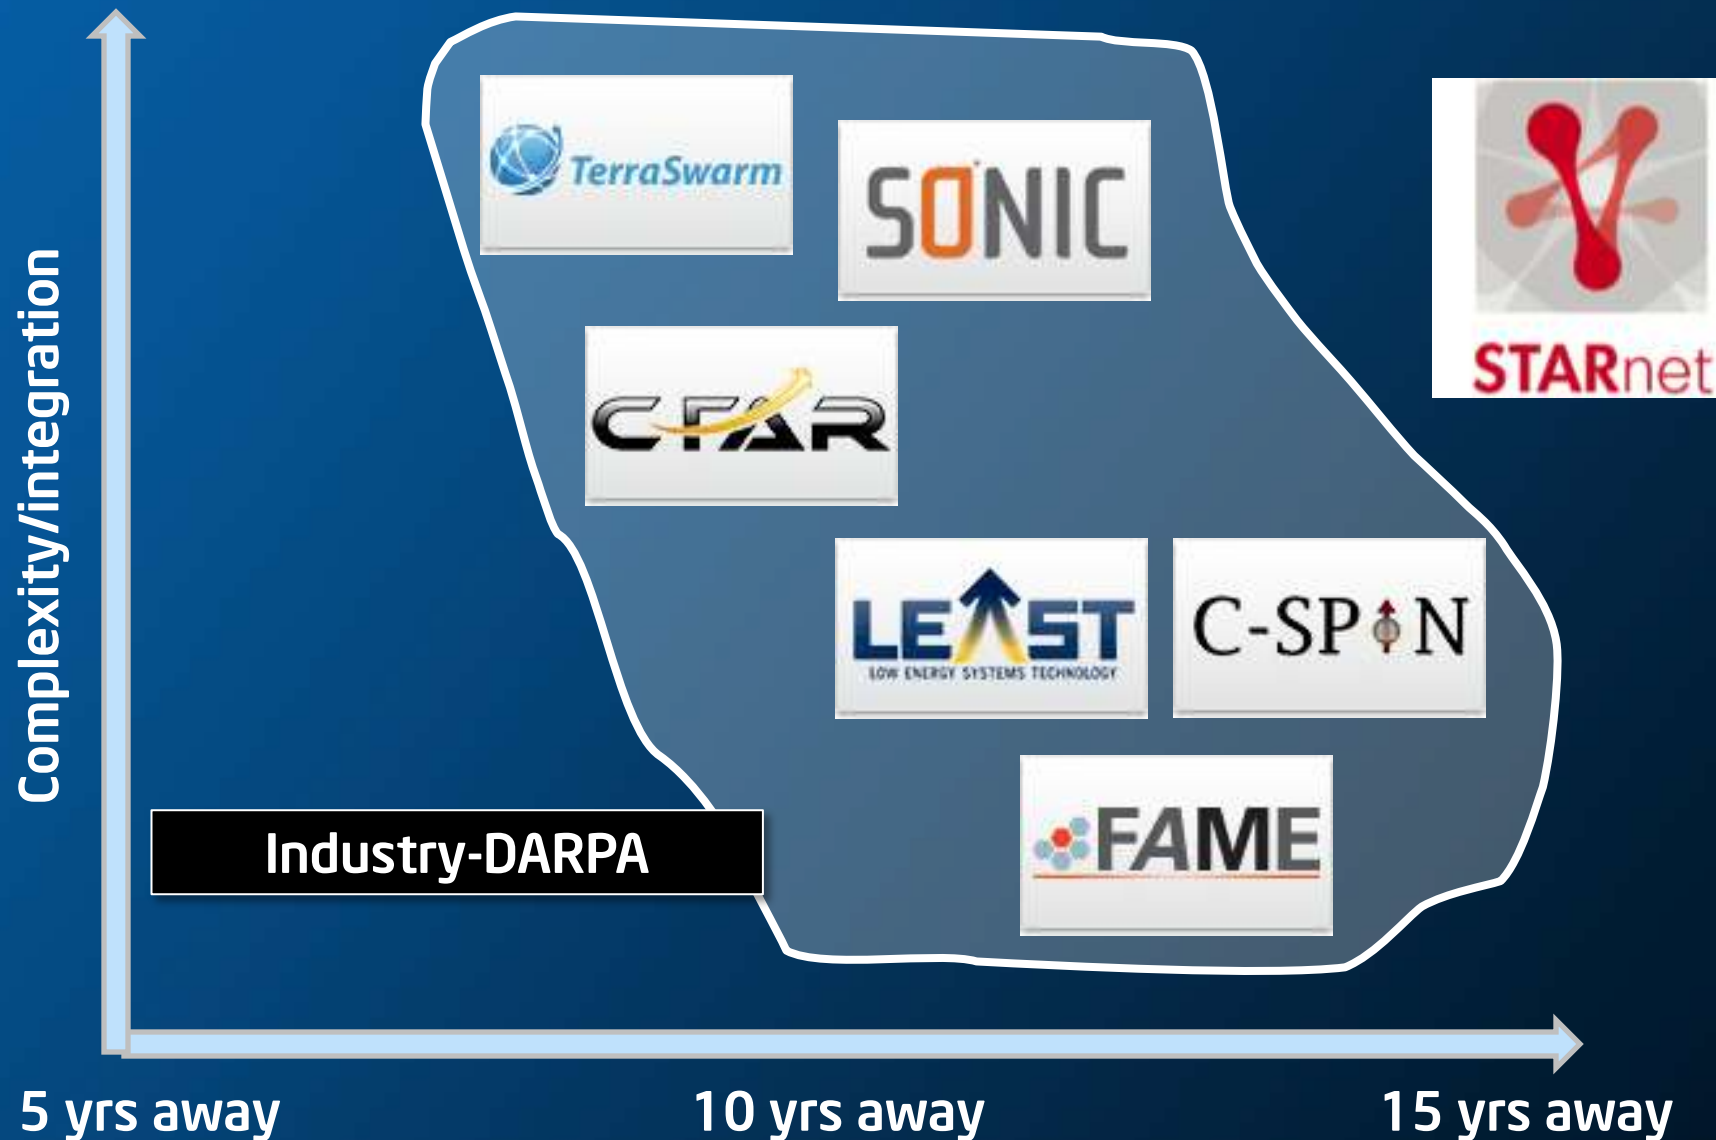 Complexity/integration
TerraSwarm
SONIC
STARnet
C-FAR
LEAST
LOW ENERGY SYSTEMS TECHNOLOGY
C-SPIN
FAME
Industry-DARPA
5 yrs away
10 yrs away
15 yrs away